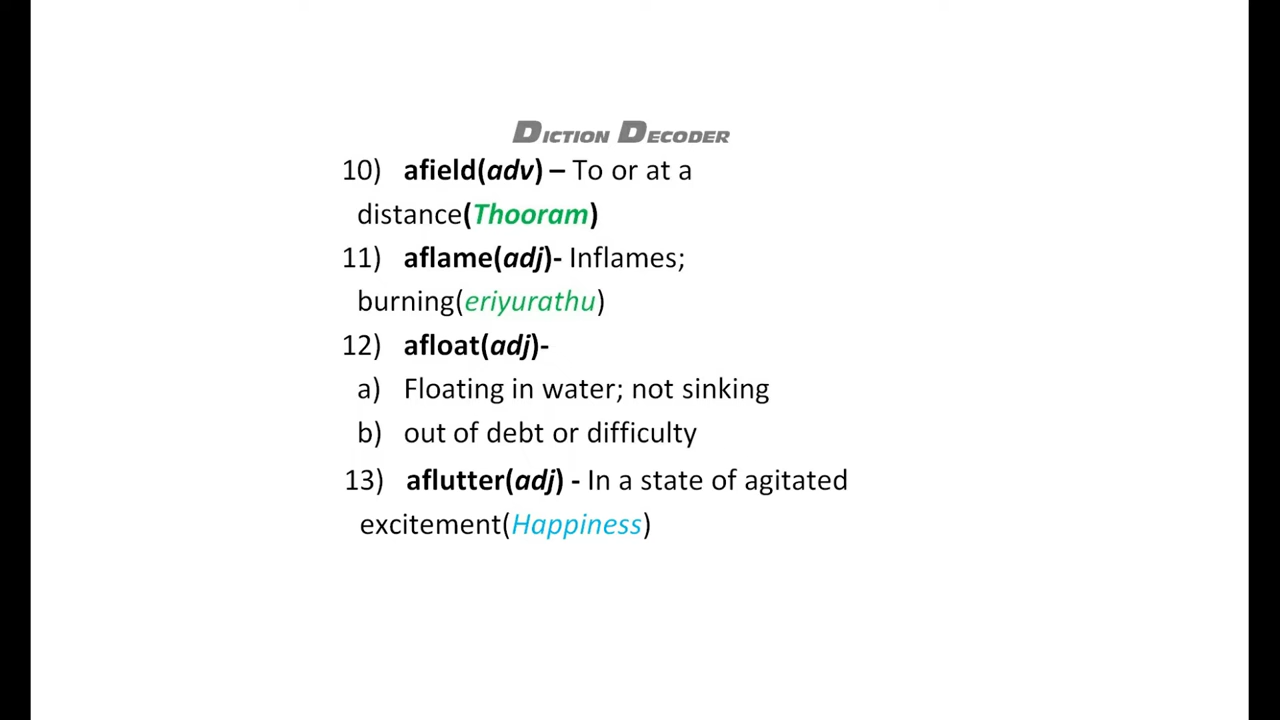 DICTION DECODER
10) afield(adv) – To or at a
distance(Thooram)
11) aflame(adj)- Inflames;
burning(eriyurathu)
12) afloat(adj)-
a) Floating in water; not sinking
b) out of debt or difficulty
13) aflutter(adj) - In a state of agitated
excitement(Happiness)